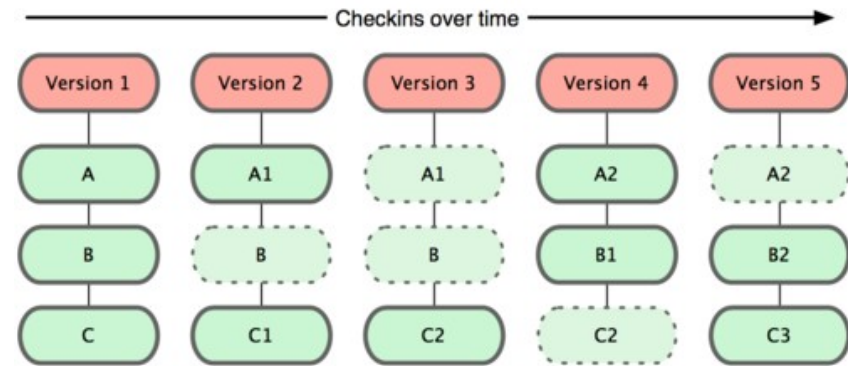 Checkins over time
Version 1 Version 2 Version 3 Version 4 Version 5
A A1 A1 A2 A2
B B B B1 B2
C C1 C2 C2 C3